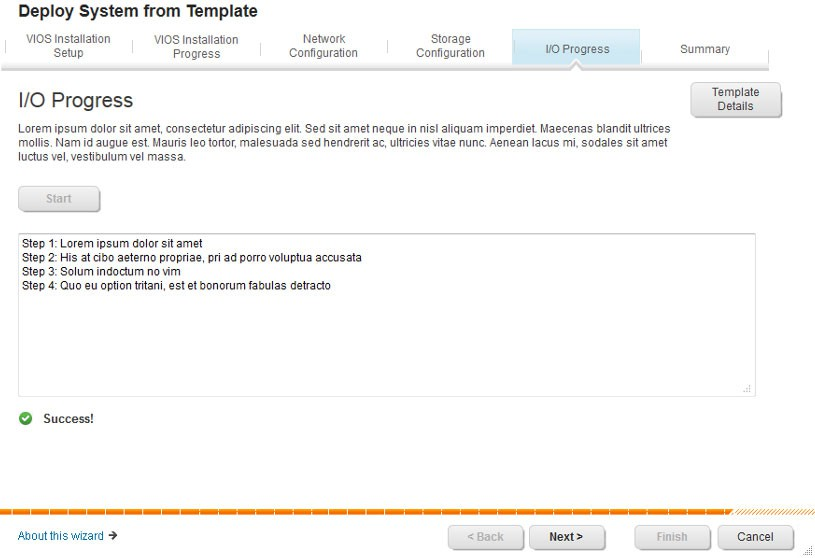 Deploy System from Template
VIOS Installation
Setup
VIOS Installation
Progress
Network
Configuration
Storage
Configuration
I/O Progress
Summary
I/O Progress
Template
Details
Lorem ipsum dolor sit amet, consectetur adipiscing elit. Sed sit amet neque in nisl aliquam imperdiet. Maecenas blandit ultrices
mollis. Nam id augue est. Mauris leo tortor, malesuada sed hendrerit ac, ultricies vitae nunc. Aenean lacus mi, sodales sit amet
luctus vel, vestibulum vel massa.
Start
Step 1: Lorem ipsum dolor sit amet
Step 2: His at cibo aeterno propriae, pri ad porro voluptua accusata
Step 3: Solum indoctum no vim
Step 4: Quo eu option tritani, est et bonorum fabulas detracto
Success!
About this wizard
< Back
Next >
Finish
Cancel